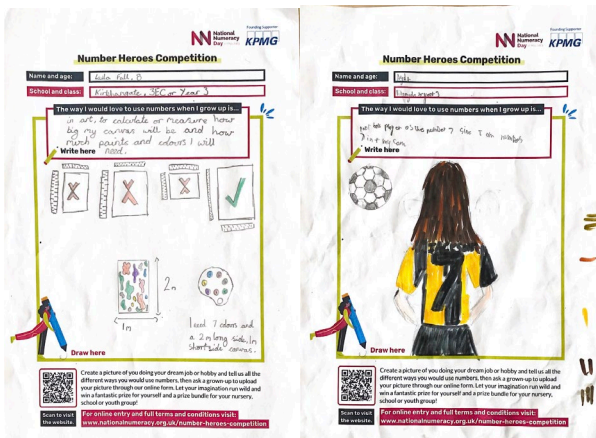 National
Numeracy
Day
Founding Supporter
KPMG
Number Heroes Competition
Name and age:
8
School and class:
3EC or Year 3
The way I would love to use numbers when I grow up is...
in art, to calculate or measure how
big my canvas will be and how
much paints and colours I will
need.
Write here
2m
1m
I need 7 colours and
a 2m long side, 1m
short side canvas.
Draw here
Create a picture of you doing your dream job or hobby and tell us all the
different ways you would use numbers, then ask a grown-up to upload
your picture through our online form. Let your imagination run wild and
win a fantastic prize for yourself and a prize bundle for your nursery,
school or youth group!
Scan to visit
the website.
For online entry and full terms and conditions visit:
www.nationalnumeracy.org.uk/number-heroes-competition
National
Numeracy
Day
Founding Supporter
KPMG
Number Heroes Competition
Name and age:
School and class:
The way I would love to use numbers when I grow up is...
number 7
Write here
7
Draw here
Create a picture of you doing your dream job or hobby and tell us all the
different ways you would use numbers, then ask a grown-up to upload
your picture through our online form. Let your imagination run wild and
win a fantastic prize for yourself and a prize bundle for your nursery,
school or youth group!
Scan to visit
the website.
For online entry and full terms and conditions visit:
www.nationalnumeracy.org.uk/number-heroes-competition